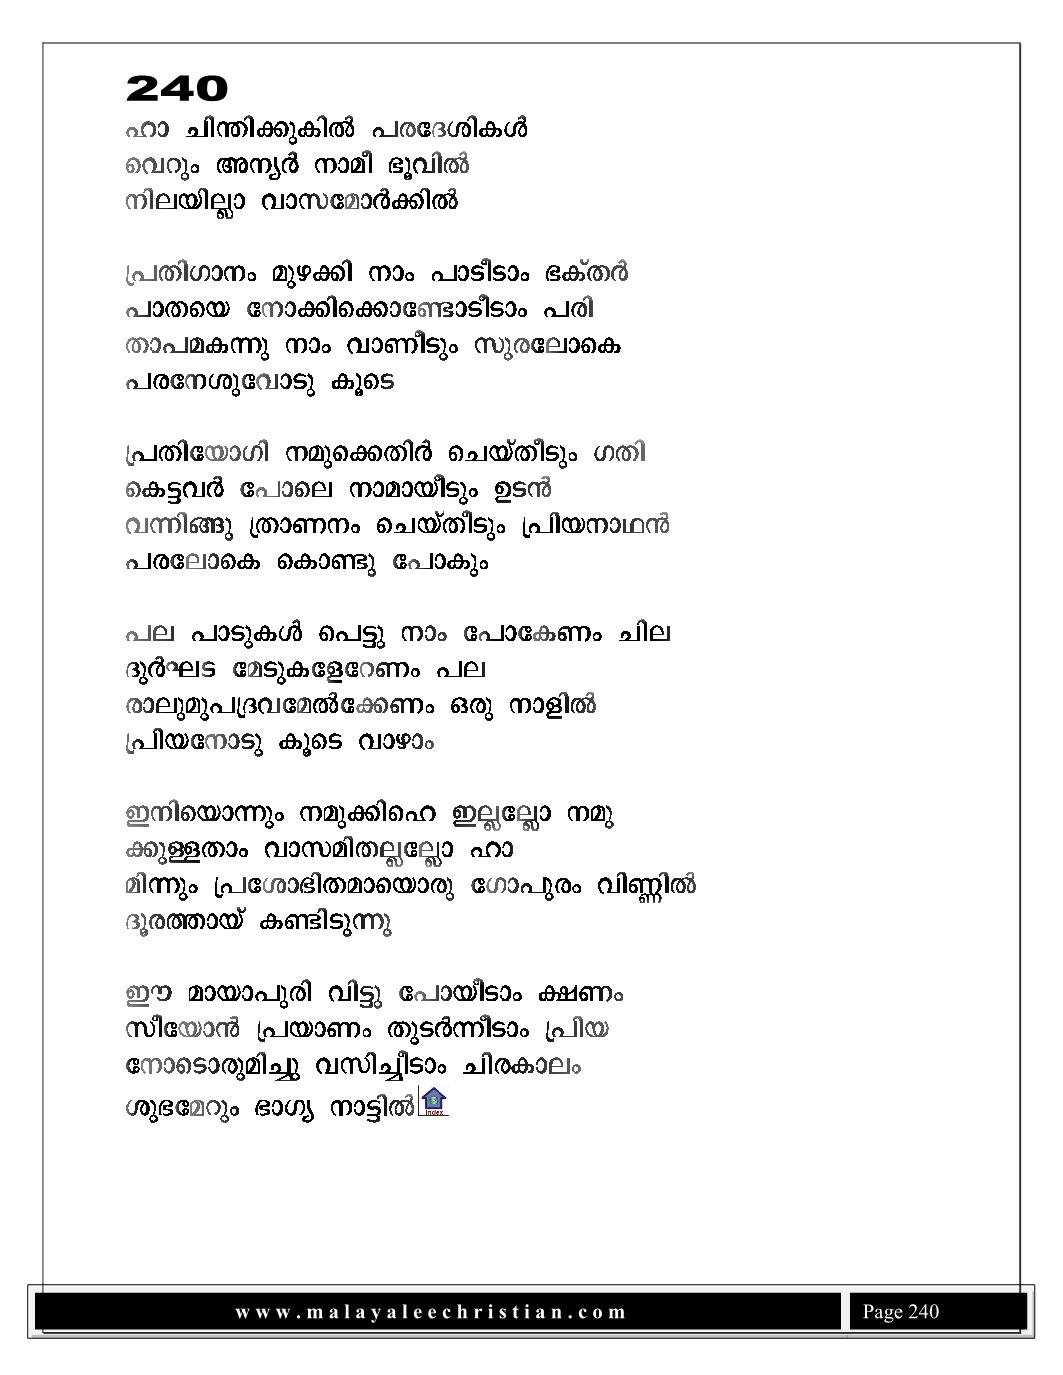 240
ഹാ ചിന്തിക്കുകിൽ പരദേശികൾ
വെറും അന്യർ നാമീ ഭൂവിൽ
നിലയില്ലാ വാസമോർക്കിൽ
പ്രതിഗാനം മുഴക്കി നാം പാടീടാം ഭക്തർ
പാതയെ നോക്കിക്കൊണ്ടോടീടാം പരി
താപമകന്നു നാം വാണീടും സുരലോകെ
പരനേശുവോടു കൂടെ
പ്രതിയോഗി നമുക്കെതിർ ചെയ്തീടും ഗതി
കെട്ടവർ പോലെ നാമായീടും ഉടൻ
വന്നിങ്ങു ത്രാണനം ചെയ്തീടും പ്രിയനാഥൻ
പരലോകെ കൊണ്ടു പോകും
പല പാടുകൾ പെട്ടു നാം പോകേണം ചില
ദുർഘട മേടുകളേറേണം പല
രാലുമുപദ്രവമേൽക്കേണം ഒരു നാളിൽ
പ്രിയനോടു കൂടെ വാഴാം
ഇനിയൊന്നും നമുക്കിഹെ ഇല്ലല്ലോ നമു
ക്കുള്ളതാം വാസമിതല്ലല്ലോ ഹാ
മിന്നും പ്രശോഭിതമായൊരു ഗോപുരം വിണ്ണിൽ
ദൂരത്തായ് കണ്ടിടുന്നു
ഈ മായാപുരി വിട്ടു പോയീടാം ക്ഷണം
സീയോൻ പ്രയാണം തുടർന്നീടാം പ്രിയ
നോടൊരുമിച്ചു വസിച്ചീടാം ചിരകാലം
ശുഭമേറും ഭാഗ്യ നാട്ടിൽ Index
www.malayaleechristian.com Page 240